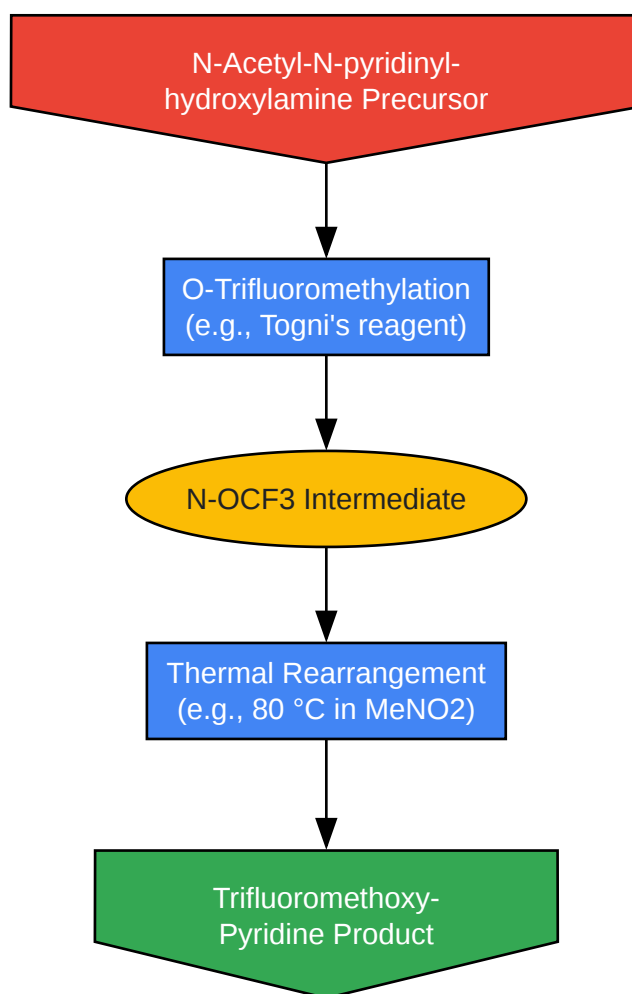 N-Acetyl-N-pyridinyl-
hydroxylamine Precursor
O-Trifluoromethylation
(e.g., Togni's reagent)
N-OCF3 Intermediate
Thermal Rearrangement
(e.g., 80 °C in MeNO2)
Trifluoromethoxy-
Pyridine Product